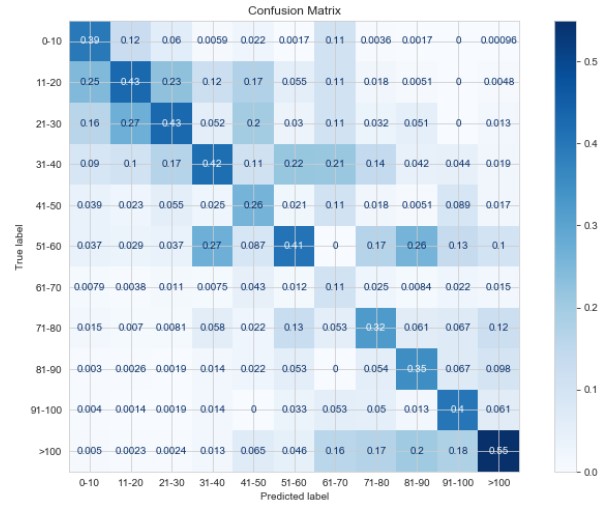 Confusion Matrix
0-10 0.39 0.12 0.06 0.0059 0.022 0.0017 0.11 0.0036 0.0017 0 0.00096
11-20 0.25 0.43 0.23 0.12 0.17 0.055 0.11 0.018 0.0051 0 0.0048
21-30 0.16 0.27 0.43 0.052 0.2 0.03 0.11 0.032 0.051 0 0.013
31-40 0.09 0.1 0.17 0.42 0.11 0.22 0.21 0.14 0.042 0.044 0.019
41-50 0.039 0.023 0.055 0.025 0.26 0.021 0.11 0.018 0.0051 0.089 0.017
51-60 0.037 0.029 0.037 0.27 0.087 0.41 0 0.17 0.26 0.13 0.1
61-70 0.0079 0.0038 0.011 0.0075 0.043 0.012 0.11 0.025 0.0084 0.022 0.015
71-80 0.015 0.007 0.0081 0.058 0.022 0.13 0.053 0.32 0.061 0.067 0.12
81-90 0.003 0.0026 0.0019 0.014 0.022 0.053 0 0.054 0.35 0.067 0.098
91-100 0.004 0.0014 0.0019 0.014 0 0.033 0.053 0.05 0.013 0.4 0.061
>100 0.005 0.0023 0.0024 0.013 0.065 0.046 0.16 0.17 0.2 0.18 0.55
0-10 11-20 21-30 31-40 41-50 51-60 61-70 71-80 81-90 91-100 >100
Predicted label
True label
0.5
0.4
0.3
0.2
0.1
0.0